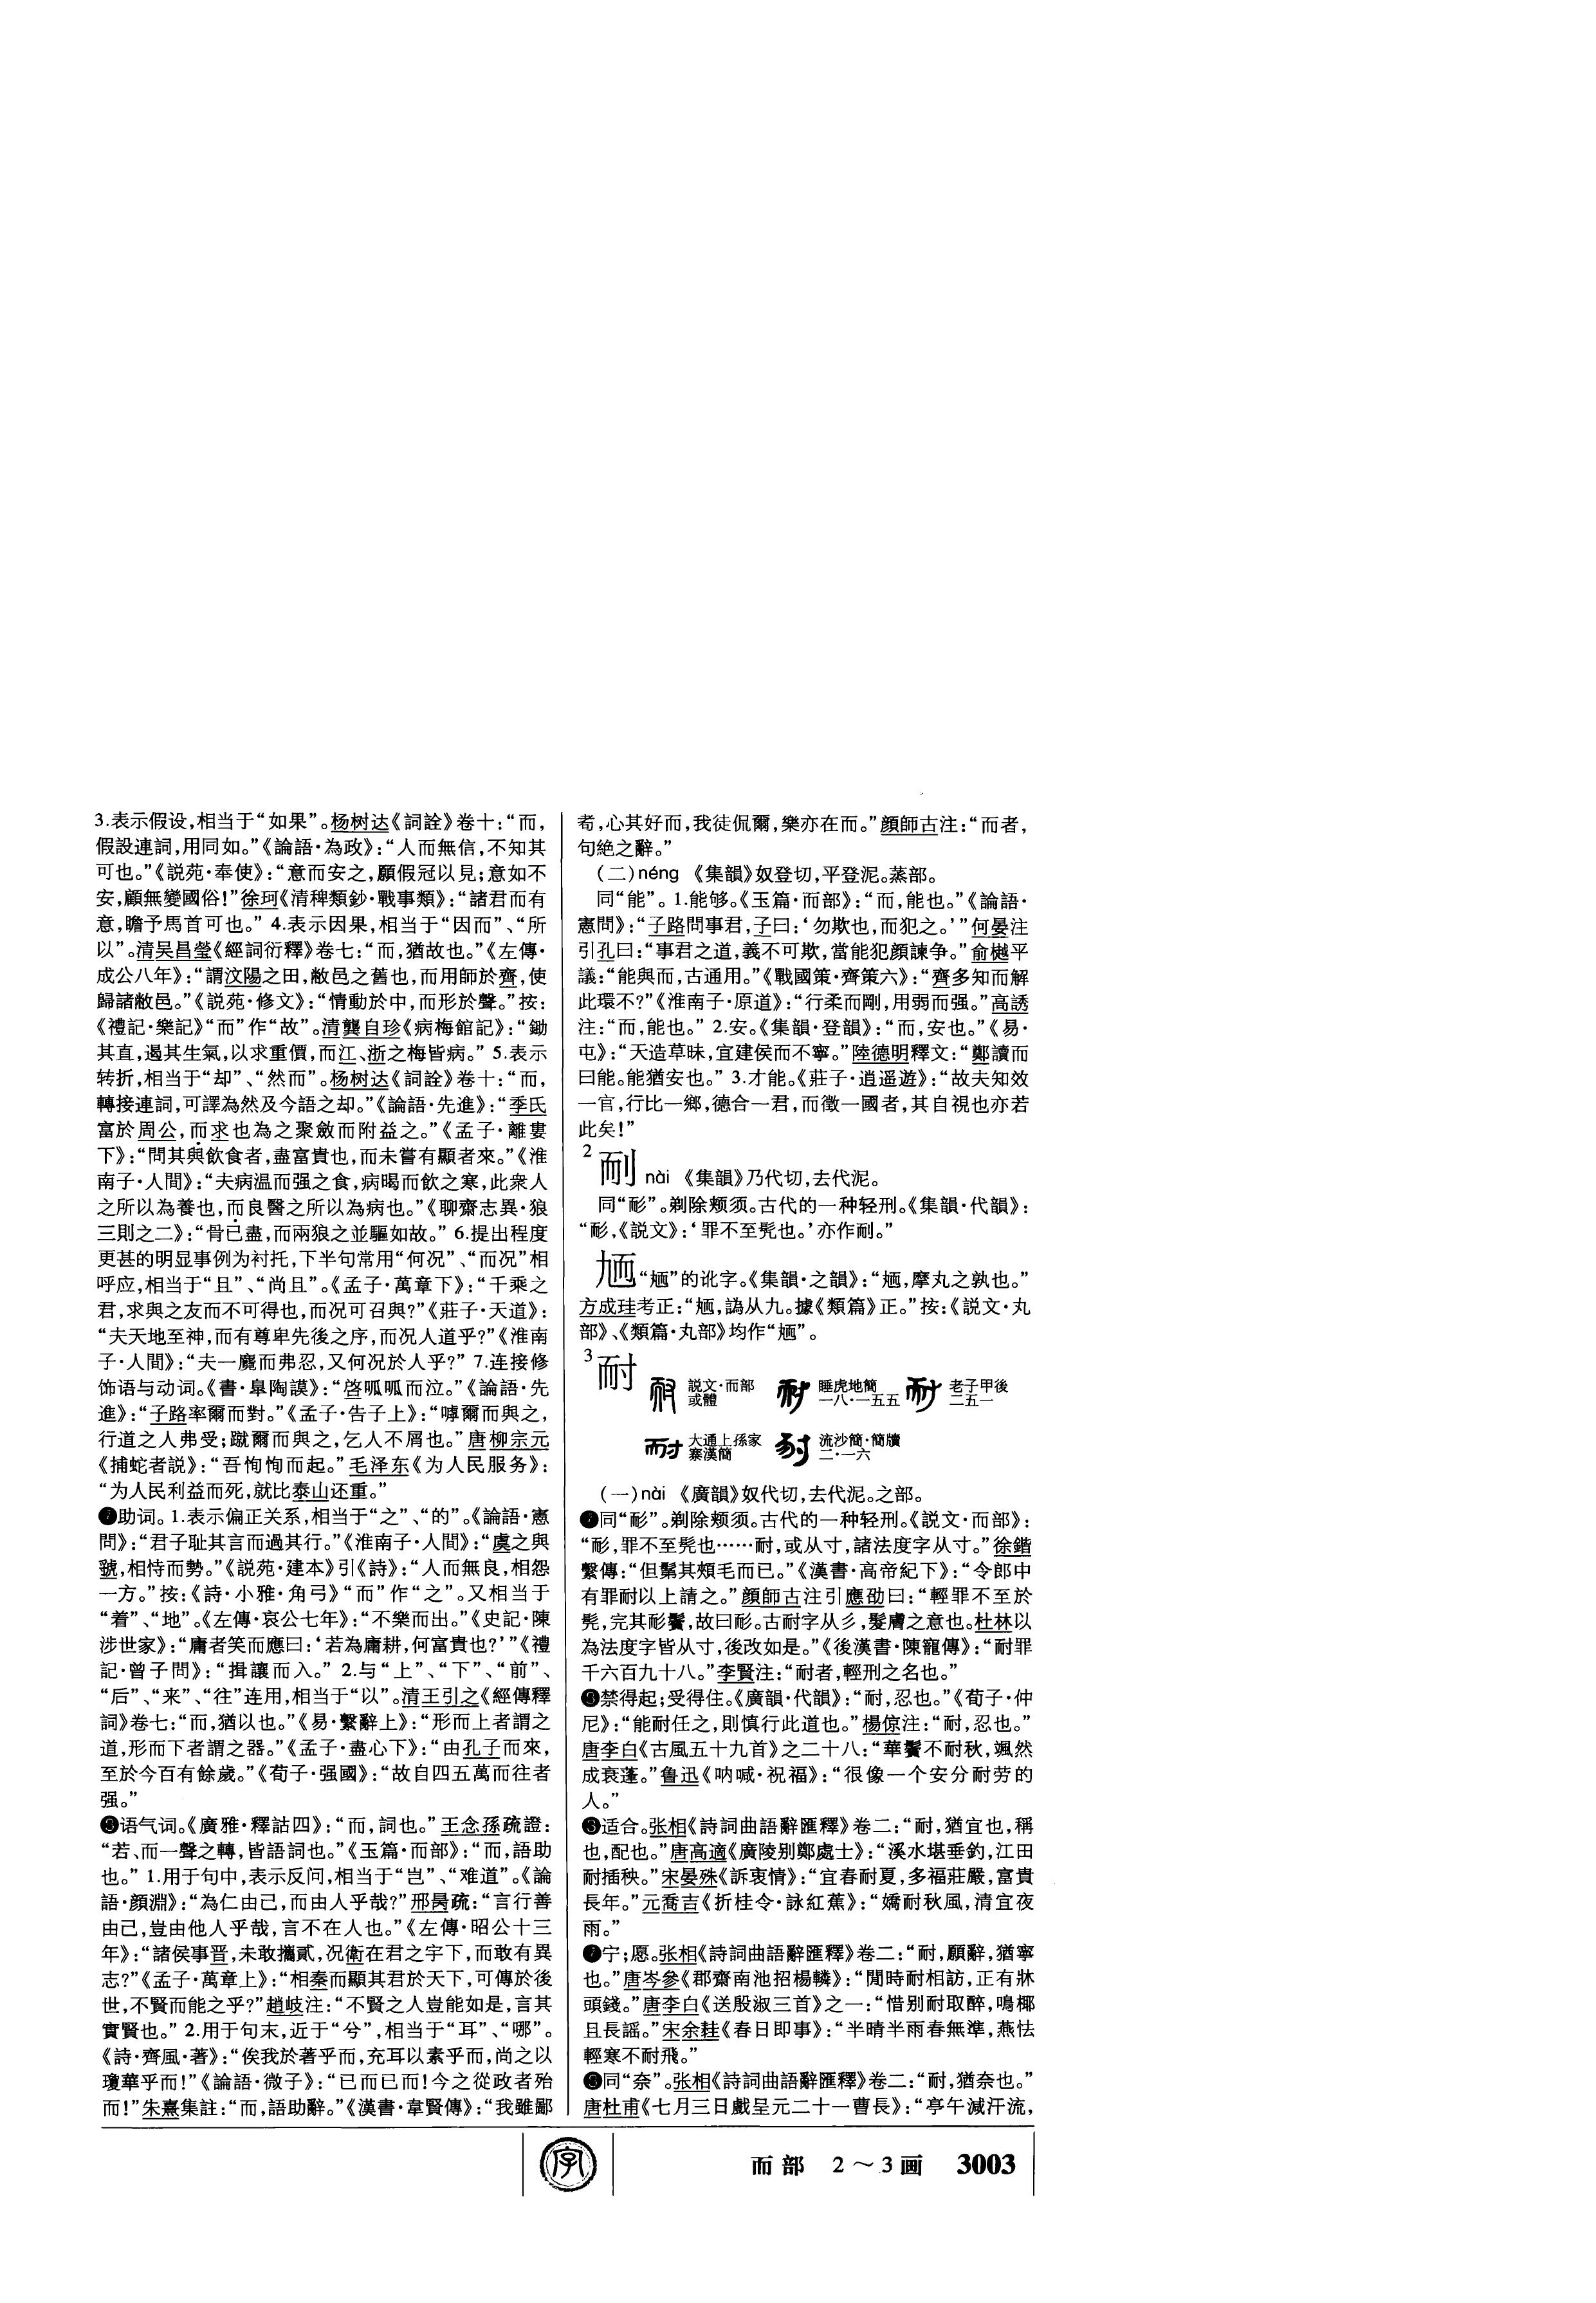 3.表示假设,相当于“如果”。杨树达《詞詮》卷十:“而,
假設連詞,用同如。”《論語·為政》:“人而無信,不知其
可也。”《説苑·奉使》:“意而安之,願假冠以見;意如不
安,願無變國俗!”徐珂《清稗類鈔·戰事類》:“諸君而有
意,瞻予馬首可也。” 4.表示因果,相当于“因而”、“所
以”。清吴昌瑩《經詞衍釋》卷七:“而,猶故也。”《左傳·
成公八年》:“謂汶陽之田,敝邑之舊也,而用師於齊,使
歸諸敝邑。”《説苑·修文》:“情動於中,而形於聲。”按:
《禮記·樂記》“而”作“故”。清龔自珍《病梅館記》:“鋤
其直,遏其生氣,以求重價,而江、浙之梅皆病。” 5.表示
转折,相当于“却”、“然而”。杨树达《詞詮》卷十:“而,
轉接連詞,可譯為然及今語之却。”《論語·先進》:“季氏
富於周公,而求也為之聚斂而附益之。”《孟子·離婁
下》:“問其與飲食者,盡富貴也,而未嘗有顯者來。”《淮
南子·人間》:“夫病温而强之食,病暍而飲之寒,此衆人
之所以為養也,而良醫之所以為病也。”《聊齋志異·狼
三則之二》:“骨已盡,而兩狼之並驅如故。” 6.提出程度
更甚的明显事例为衬托,下半句常用“何况”、“而况”相
呼应,相当于“且”、“尚且”。《孟子·萬章下》:“千乘之
君,求與之友而不可得也,而况可召與?”《莊子·天道》:
“夫天地至神,而有尊卑先後之序,而况人道乎?”《淮南
子·人間》:“夫一麑而弗忍,又何况於人乎?” 7.连接修
饰语与动词。《書·皋陶謨》:“啓呱呱而泣。”《論語·先
進》:“子路率爾而對。”《孟子·告子上》:“嘑爾而與之,
行道之人弗受;蹴爾而與之,乞人不屑也。”唐柳宗元
《捕蛇者説》:“吾恂恂而起。”毛泽东《为人民服务》:
“为人民利益而死,就比泰山还重。”
❼助词。1.表示偏正关系,相当于“之”、“的”。《論語·憲
問》:“君子耻其言而過其行。”《淮南子·人間》:“虞之與
虢,相恃而勢。”《説苑·建本》引《詩》:“人而無良,相怨
一方。”按:《詩·小雅·角弓》“而”作“之”。又相当于
“着”、“地”。《左傳·哀公七年》:“不樂而出。”《史記·陳
涉世家》:“庸者笑而應曰:‘若為庸耕,何富貴也?’”《禮
記·曾子問》:“揖讓而入。” 2.与“上”、“下”、“前”、
“后”、“来”、“往”连用,相当于“以”。清王引之《經傳釋
詞》卷七:“而,猶以也。”《易·繫辭上》:“形而上者謂之
道,形而下者謂之器。”《孟子·盡心下》:“由孔子而來,
至於今百有餘歲。”《荀子·强國》:“故自四五萬而往者
强。”
❽语气词。《廣雅·釋詁四》:“而,詞也。”王念孫疏證:
“若、而一聲之轉,皆語詞也。”《玉篇·而部》:“而,語助
也。” 1.用于句中,表示反问,相当于“岂”、“难道”。《論
語·顔淵》:“為仁由己,而由人乎哉?”邢昺疏:“言行善
由己,豈由他人乎哉,言不在人也。”《左傳·昭公十三
年》:“諸侯事晋,未敢攜貳,况衛在君之宇下,而敢有異
志?”《孟子·萬章上》:“相秦而顯其君於天下,可傳於後
世,不賢而能之乎?”趙岐注:“不賢之人豈能如是,言其
實賢也。” 2.用于句末,近于“兮”,相当于“耳”、“哪”。
《詩·齊風·著》:“俟我於著乎而,充耳以素乎而,尚之以
瓊華乎而!”《論語·微子》:“已而已而!今之從政者殆
而!”朱熹集註:“而,語助辭。”《漢書·韋賢傳》:“我雖鄙
耇,心其好而,我徒侃爾,樂亦在而。”顔師古注:“而者,
句絶之辭。”
(二)néng 《集韻》奴登切,平登泥。蒸部。
同“能”。1.能够。《玉篇·而部》:“而,能也。”《論語·
憲問》:“子路問事君,子曰:‘勿欺也,而犯之。’”何晏注
引孔曰:“事君之道,義不可欺,當能犯顔諫争。”俞樾平
議:“能與而,古通用。”《戰國策·齊策六》:“齊多知而解
此環不?”《淮南子·原道》:“行柔而剛,用弱而强。”高誘
注:“而,能也。” 2.安。《集韻·登韻》:“而,安也。”《易·
屯》:“天造草昧,宜建侯而不寧。”陸德明釋文:“鄭讀而
曰能。能猶安也。” 3.才能。《莊子·逍遥遊》:“故夫知效
一官,行比一鄉,德合一君,而徵一國者,其自視也亦若
此矣!”
2 耏 nài 《集韻》乃代切,去代泥。
同“耏”。剃除颊须。古代的一种轻刑。《集韻·代韻》:
“耏,《説文》:‘罪不至髡也。’亦作耐。”
“𠁥”的讹字。《集韻·之韻》:“,摩丸之孰也。”
方成珪考正:“,譌从九。據《類篇》正。”按:《説文·丸
部》、《類篇·丸部》均作“”。
3 耐 説文·而部 睡虎地簡 老子甲後
或體 一八·一五五 二五一
大通上孫家 流沙簡·簡牘
寨漢簡 二·一六
(一)nài 《廣韻》奴代切,去代泥。之部。
❶同“耏”。剃除颊须。古代的一种轻刑。《説文·而部》:
“耏,罪不至髡也……耐,或从寸,諸法度字从寸。”徐鍇
繫傳:“但鬄其頰毛而已。”《漢書·高帝紀下》:“令郎中
有罪耐以上請之。”顔師古注引應劭曰:“輕罪不至於
髡,完其耏鬢,故曰耏。古耐字从彡,髮膚之意也。杜林以
為法度字皆从寸,後改如是。”《後漢書·陳寵傳》:“耐罪
千六百九十八。”李賢注:“耐者,輕刑之名也。”
❷禁得起;受得住。《廣韻·代韻》:“耐,忍也。”《荀子·仲
尼》:“能耐任之,則慎行此道也。”楊倞注:“耐,忍也。”
唐李白《古風五十九首》之二十八:“華鬢不耐秋,颯然
成衰蓬。”鲁迅《呐喊·祝福》:“很像一个安分耐劳的
人。”
❸适合。张相《詩詞曲語辭匯釋》卷二:“耐,猶宜也,稱
也,配也。”唐高適《廣陵别鄭處士》:“溪水堪垂釣,江田
耐插秧。”宋晏殊《訴衷情》:“宜春耐夏,多福莊嚴,富貴
長年。”元喬吉《折桂令·詠紅蕉》:“嬌耐秋風,清宜夜
雨。”
❹宁;愿。张相《詩詞曲語辭匯釋》卷二:“耐,願辭,猶寧
也。”唐岑參《郡齋南池招楊轔》:“閒時耐相訪,正有牀
頭錢。”唐李白《送殷淑三首》之一:“惜别耐取醉,鳴榔
且長謡。”宋余《春日即事》:“半晴半雨春無準,燕怯
輕寒不耐飛。”
❺同“奈”。张相《詩詞曲語辭匯釋》卷二:“耐,猶奈也。”
唐杜甫《七月三日戲呈元二十一曹長》:“亭午減汗流,
字
而部 2~3画 3003